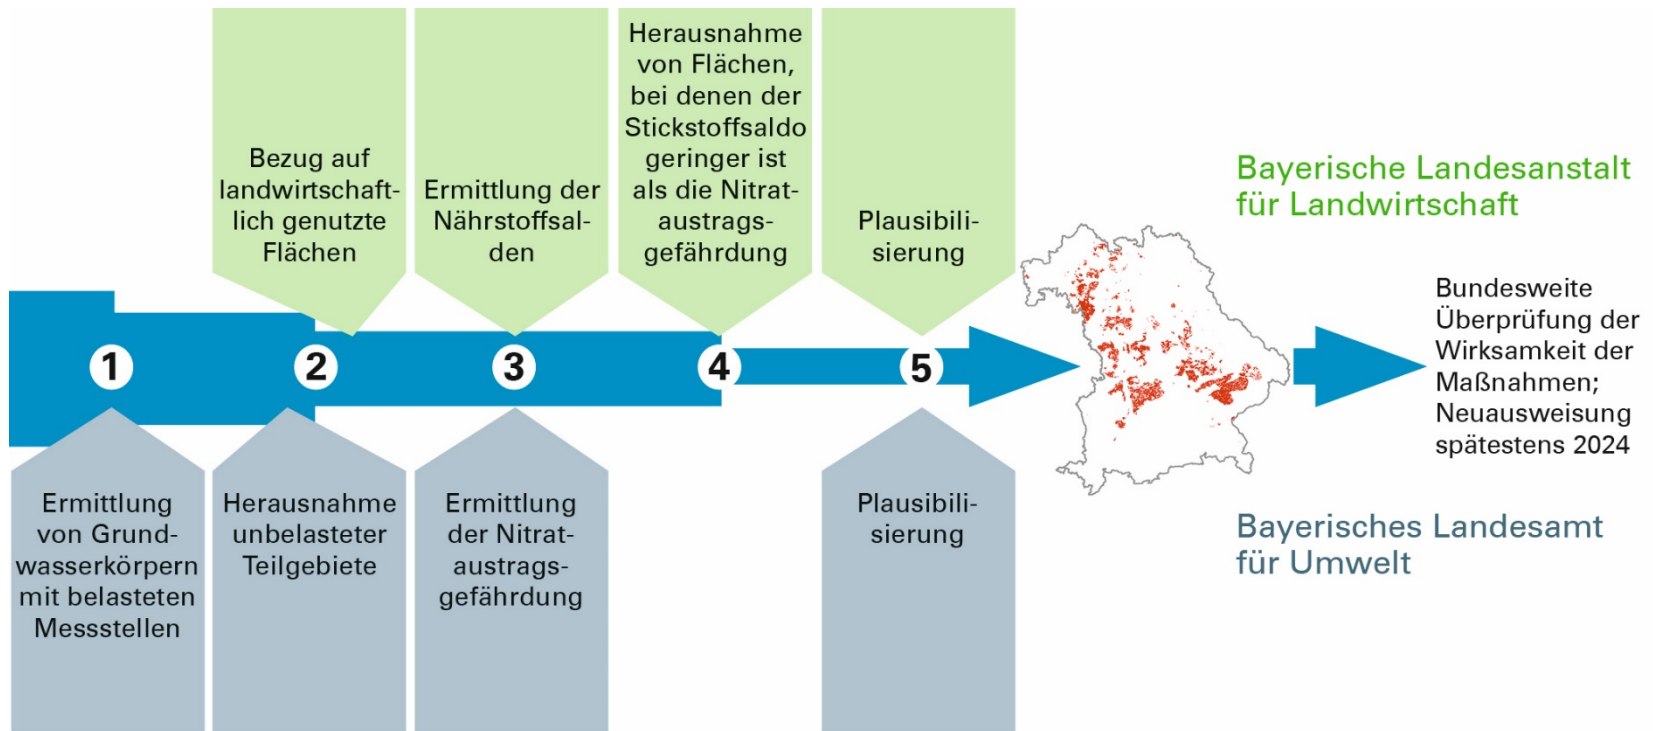 Bezug auf
landwirtschaft-
lich genutzte
Flächen
Ermittlung der
Nährstoffsal-
den
Herausnahme
von Flächen,
bei denen der
Stickstoffsaldo
geringer ist
als die Nitrat-
austrags-
gefährdung
Plausibili-
sierung
Bayerische Landesanstalt
für Landwirtschaft
1
2
3
4
5
Bundesweite
Überprüfung der
Wirksamkeit der
Maßnahmen;
Neuausweisung
spätestens 2024
Ermittlung
von Grund-
wasserkörpern
mit belasteten
Messstellen
Herausnahme
unbelasteter
Teilgebiete
Ermittlung
der Nitrat-
austrags-
gefährdung
Plausibili-
sierung
Bayerisches Landesamt
für Umwelt